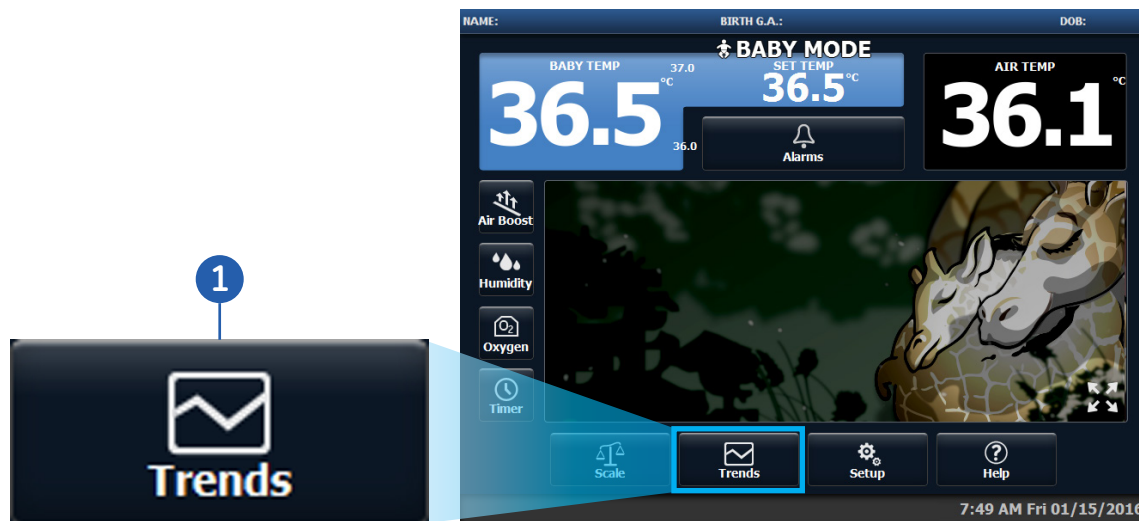 NAME:
BIRTH G.A.:
DOB:
BABY MODE
BABY TEMP
37.0
SET TEMP
AIR TEMP
36.5 °C
36.5 °C
36.1 °C
36.0
Alarms
Air Boost
Humidity
O2
Oxygen
Timer
1
Trends
Scale
Trends
Setup
?
Help
7:49 AM Fri 01/15/2016